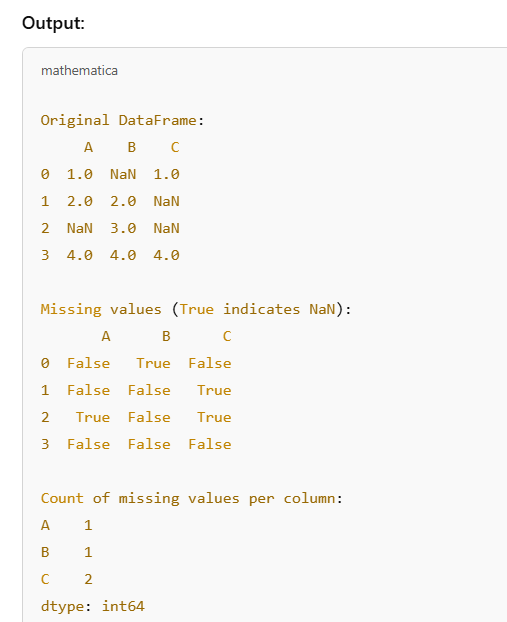 Output:
mathematica
Original DataFrame:
     A    B    C
0  1.0  NaN  1.0
1  2.0  2.0  NaN
2  NaN  3.0  NaN
3  4.0  4.0  4.0
Missing values (True indicates NaN):
       A      B      C
0  False   True  False
1  False  False   True
2   True  False   True
3  False  False  False
Count of missing values per column:
A    1
B    1
C    2
dtype: int64